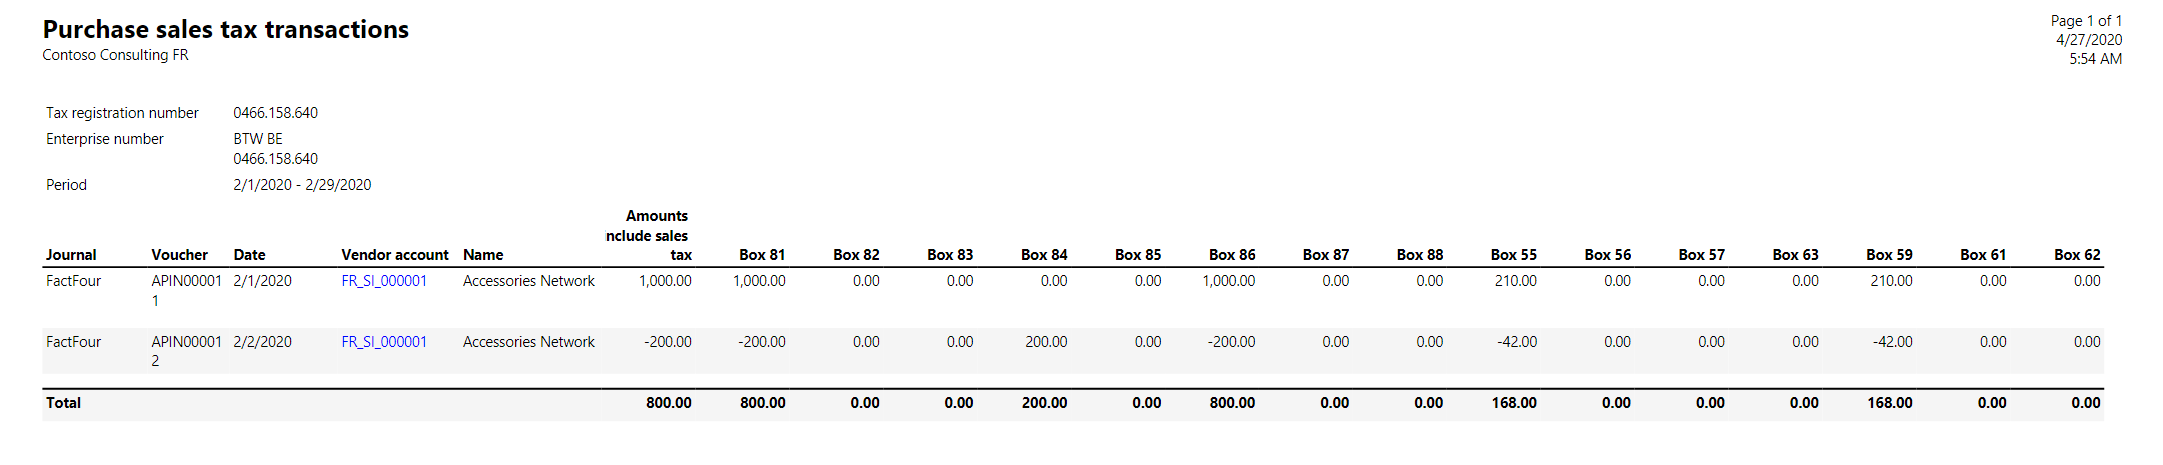 Purchase sales tax transactions
Contoso Consulting FR
Page 1 of 1
4/27/2020
5:54 AM
Tax registration number 0466.158.640
Enterprise number BTW BE
0466.158.640
Period 2/1/2020 - 2/29/2020
Amounts
nclude sales
Journal Voucher Date Vendor account Name tax Box 81 Box 82 Box 83 Box 84 Box 85 Box 86 Box 87 Box 88 Box 55 Box 56 Box 57 Box 63 Box 59 Box 61 Box 62
FactFour APIN00001 2/1/2020 FR_SI_000001 Accessories Network 1,000.00 1,000.00 0.00 0.00 0.00 0.00 1,000.00 0.00 0.00 210.00 0.00 0.00 0.00 210.00 0.00 0.00
1
FactFour APIN00001 2/2/2020 FR_SI_000001 Accessories Network -200.00 -200.00 0.00 0.00 200.00 0.00 -200.00 0.00 0.00 -42.00 0.00 0.00 0.00 -42.00 0.00 0.00
2
Total 800.00 800.00 0.00 0.00 200.00 0.00 800.00 0.00 0.00 168.00 0.00 0.00 0.00 168.00 0.00 0.00